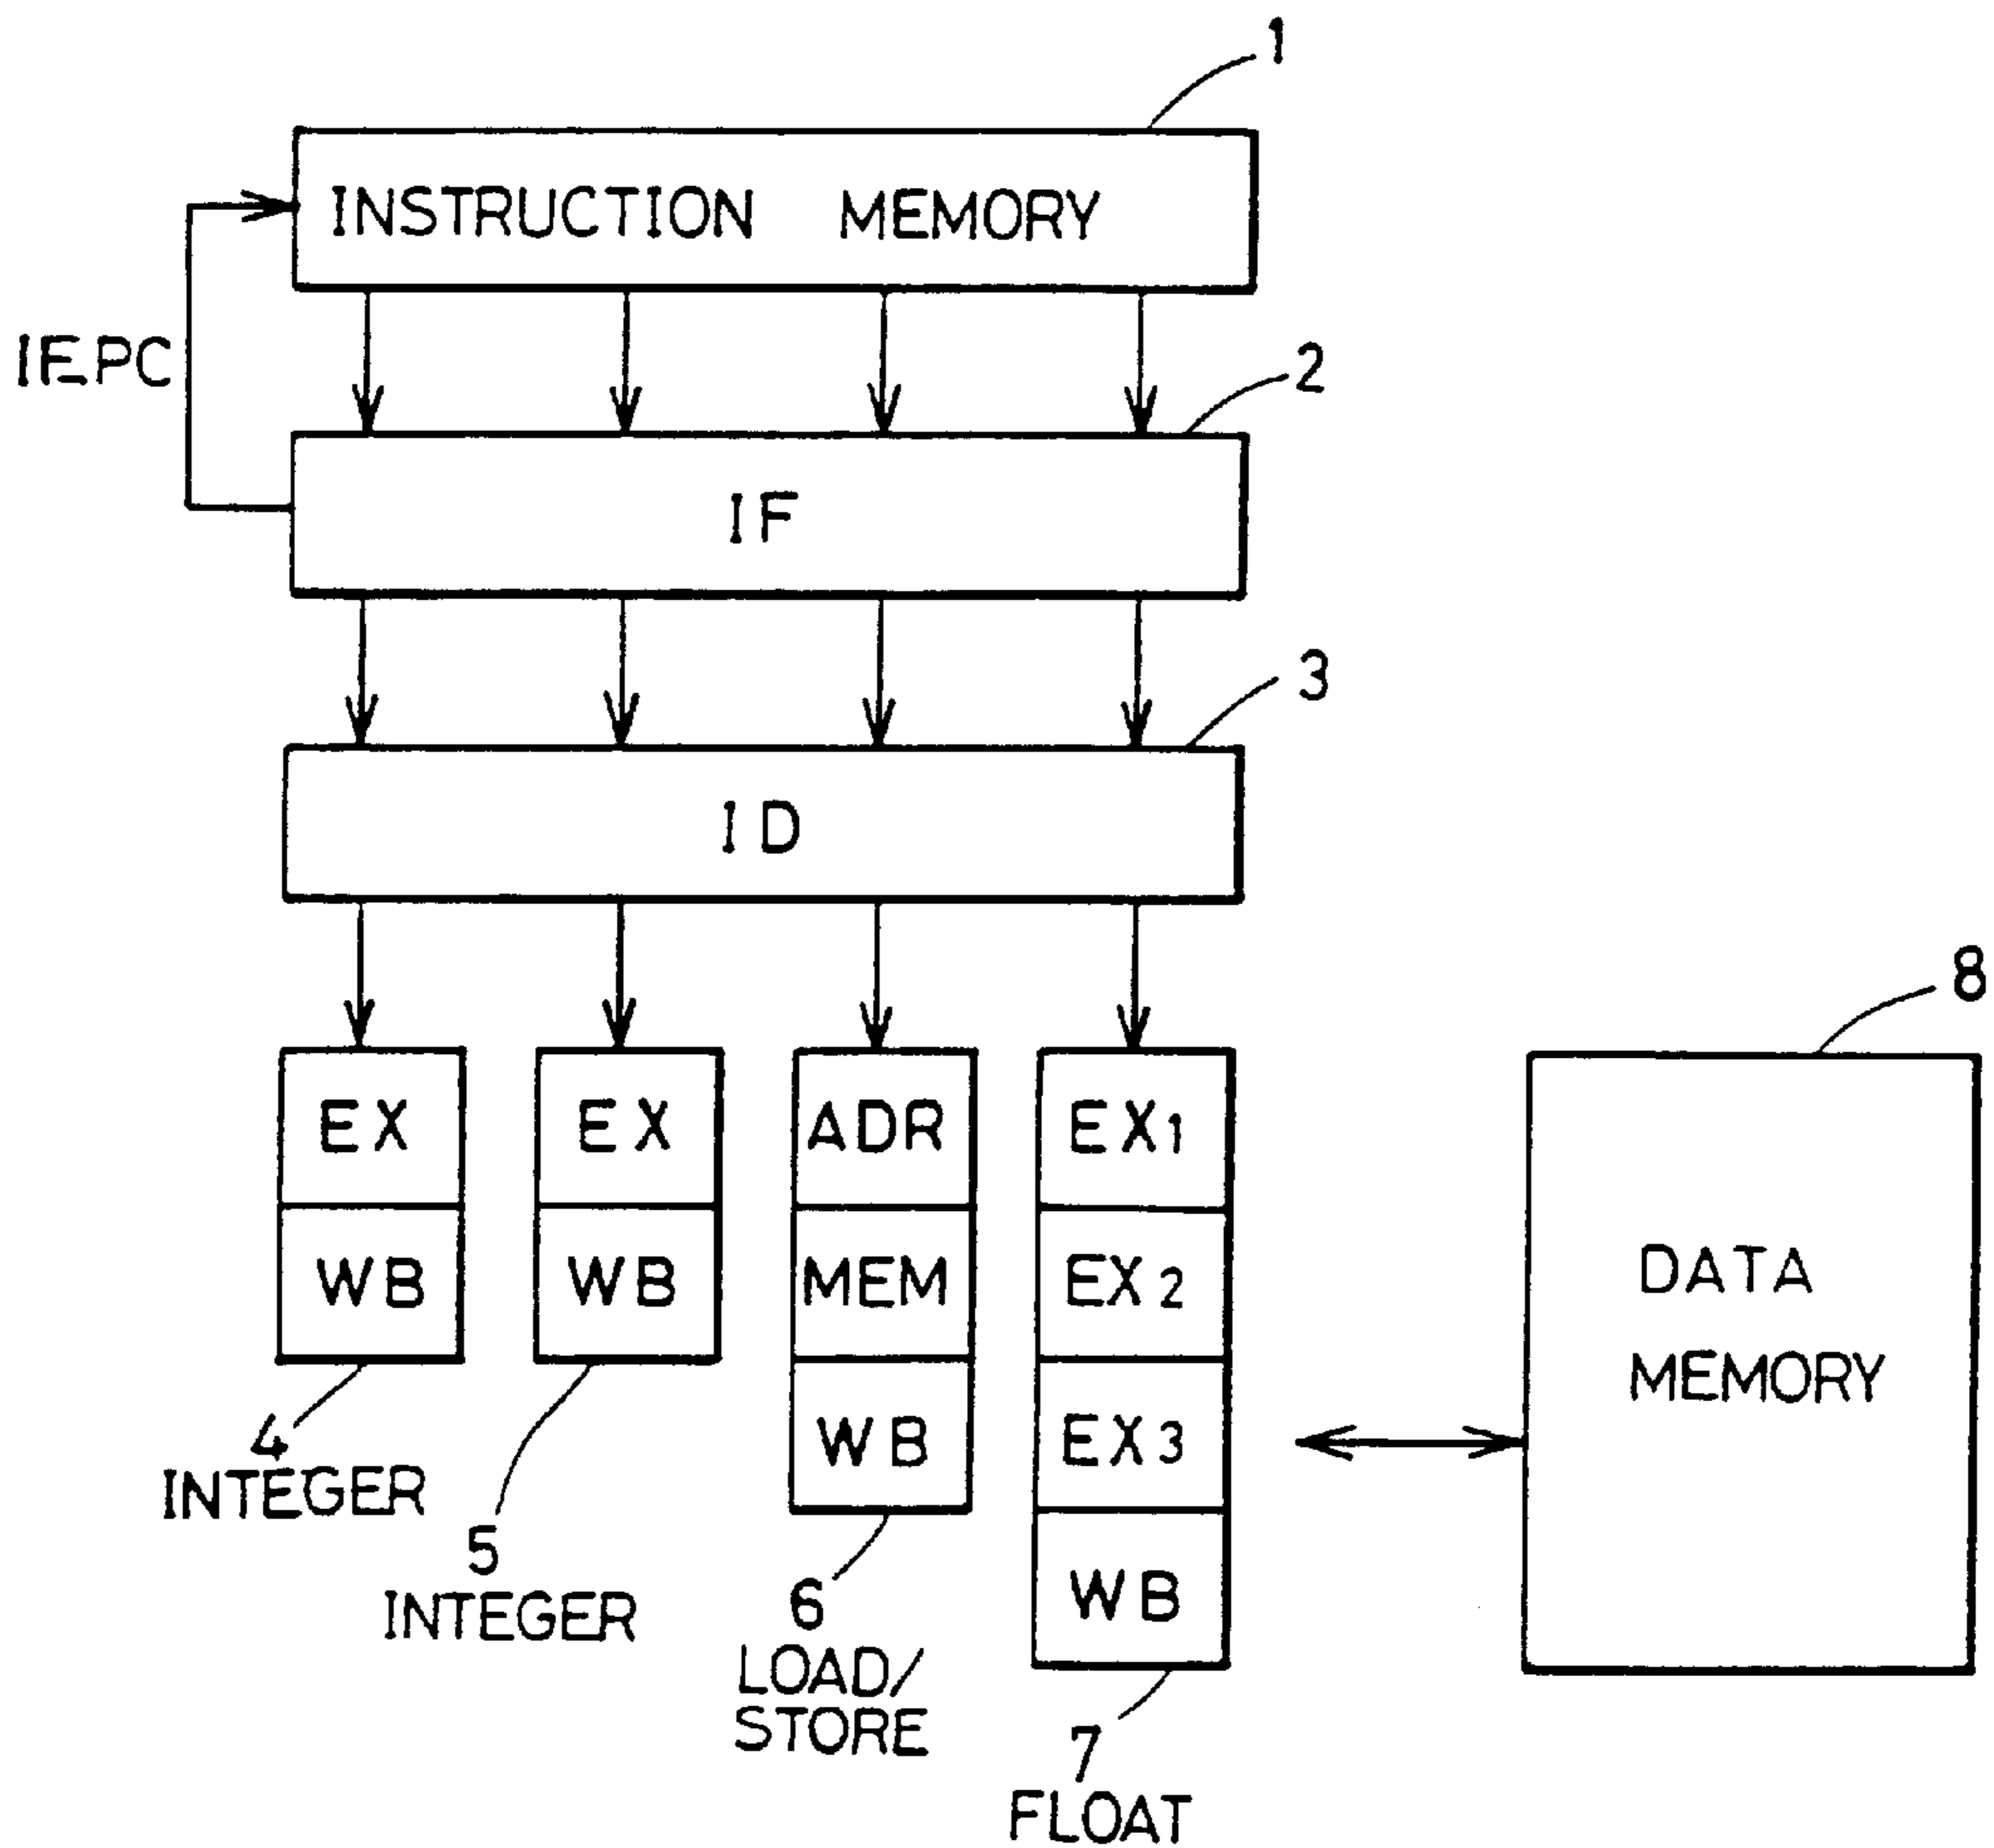 1
INSTRUCTION MEMORY
IF_PC
2
IF
3
ID
8
EX
EX
ADR
EX1
WB
WB
MEM
EX2
DATA
MEMORY
WB
EX3
4
INTEGER
5
INTEGER
WB
6
LOAD/
STORE
7
FLOAT